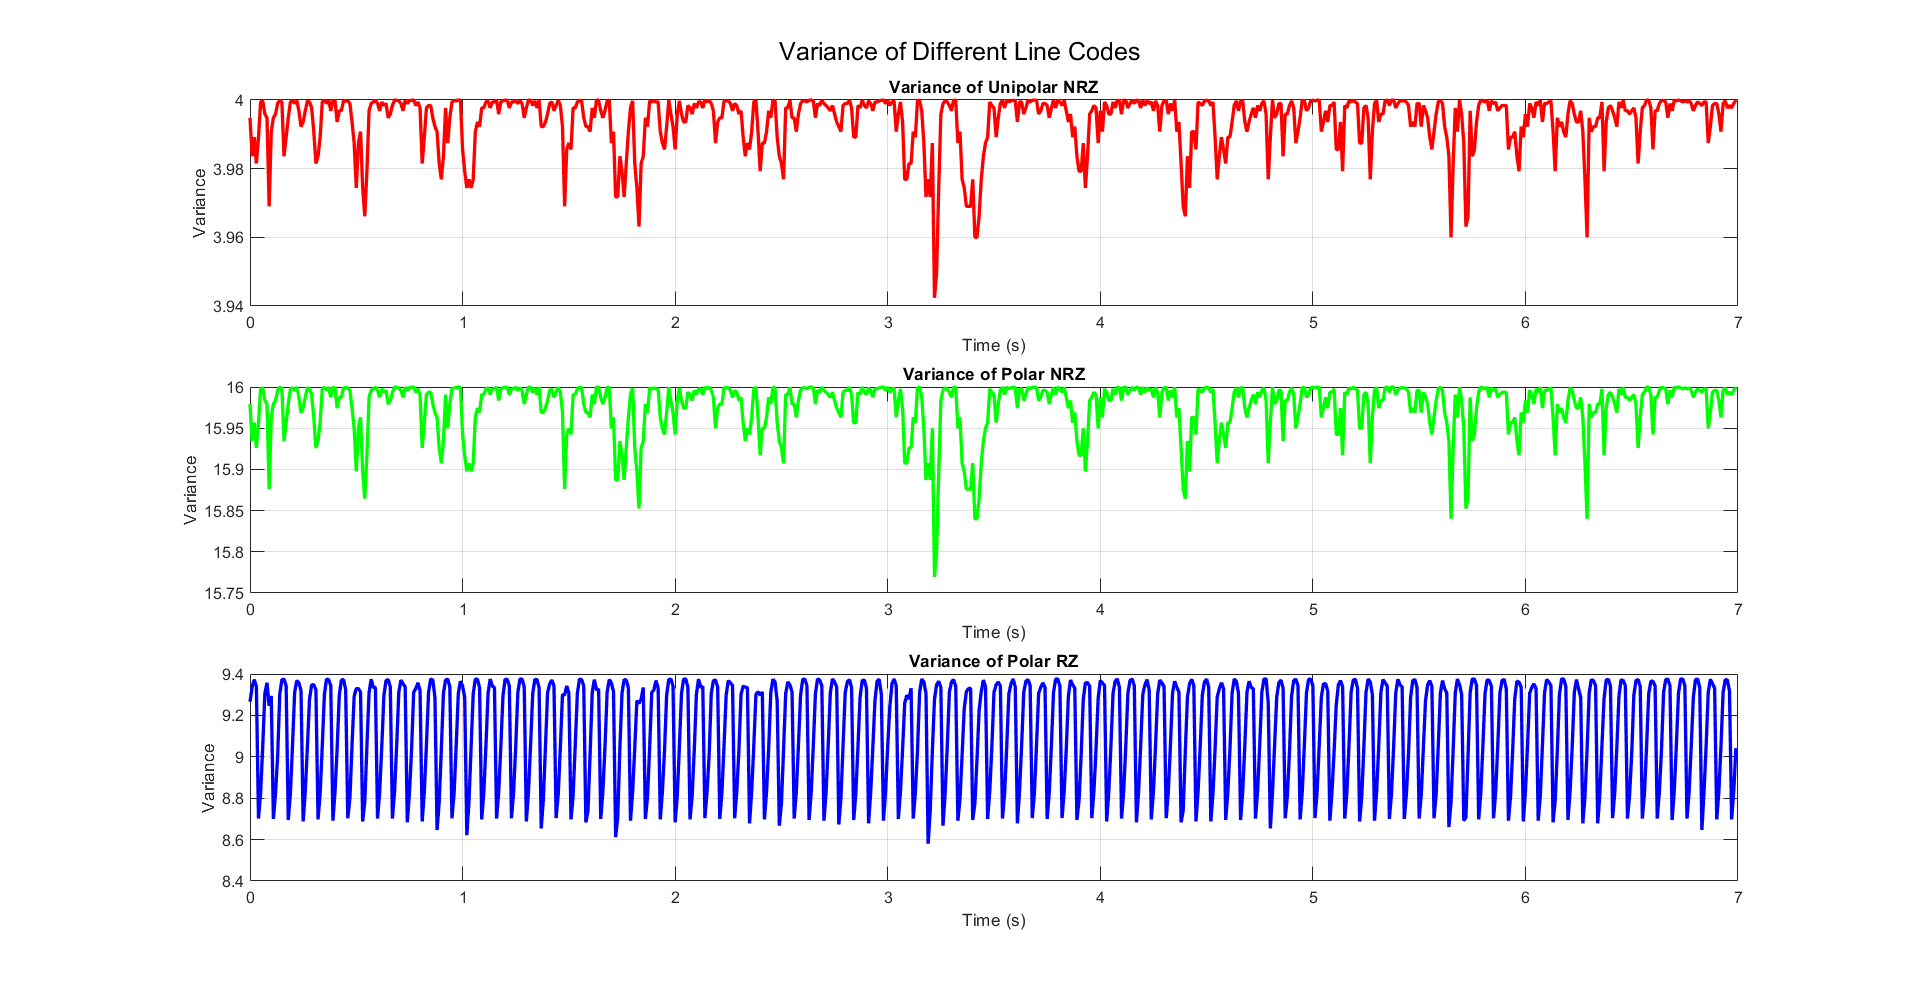 Variance of Different Line Codes
Variance of Unipolar NRZ
4
3.98
3.96
3.94
Variance
0 1 2 3 4 5 6 7
Time (s)
Variance of Polar NRZ
16
15.95
15.9
15.85
15.8
15.75
Variance
0 1 2 3 4 5 6 7
Time (s)
Variance of Polar RZ
9.4
9.2
9
8.8
8.6
8.4
Variance
0 1 2 3 4 5 6 7
Time (s)